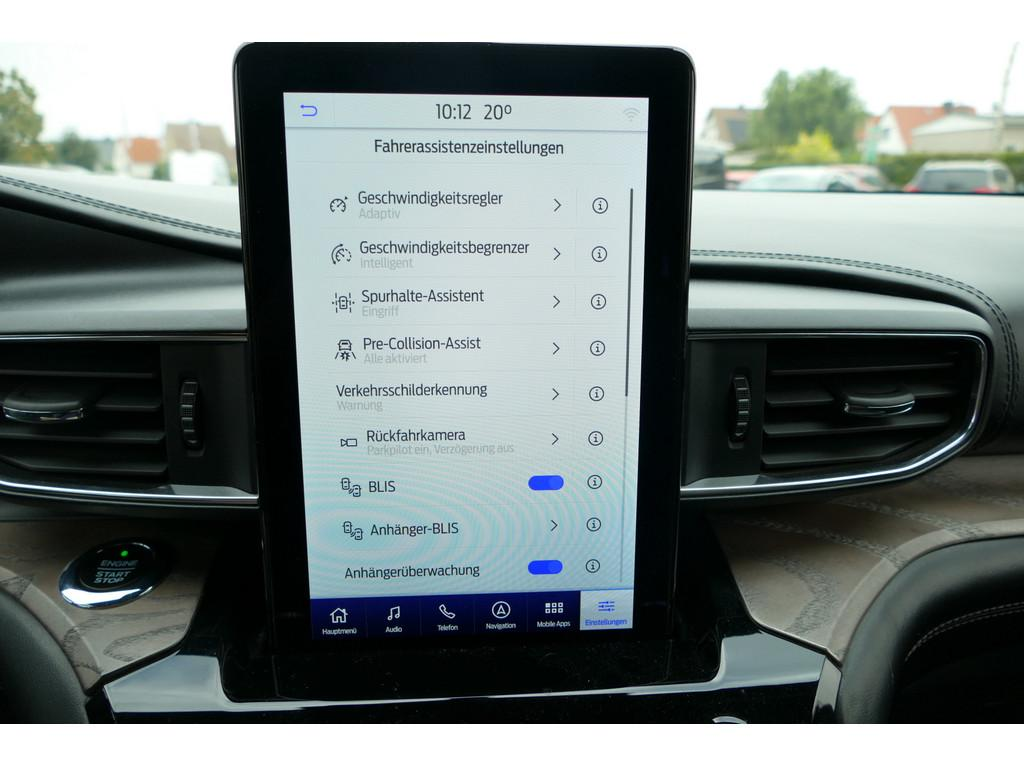 10:12 20°
Fahrerassistenzeinstellungen
Geschwindigkeitsregler
Adaptiv
Geschwindigkeitsbegrenzer
Intelligent
Spurhalte-Assistent
Eingriff
Pre-Collision-Assist
Alle aktiviert
Verkehrsschilderkennung
Warnung
Rückfahrkamera
Parkpilot ein, Verzögerung aus
BLIS
Anhänger-BLIS
Anhängerüberwachung
Hauptmenü Audio Telefon Navigation Mobile Apps Einstellungen
ENGINE
START
STOP